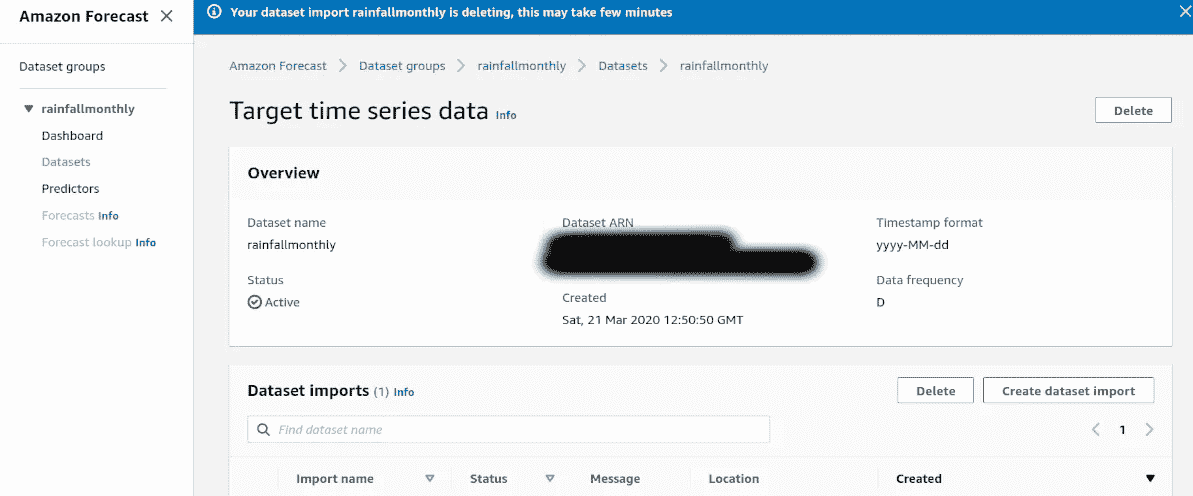 Amazon Forecast
Your dataset import rainfallmonthly is deleting, this may take few minutes
Dataset groups
rainfallmonthly
Dashboard
Datasets
Predictors
Forecasts Info
Forecast lookup Info
Amazon Forecast Dataset groups rainfallmonthly Datasets rainfallmonthly
Target time series data Info
Delete
Overview
Dataset name
rainfallmonthly
Status
Active
Dataset ARN
Created
Sat, 21 Mar 2020 12:50:50 GMT
Timestamp format
yyyy-MM-dd
Data frequency
D
Dataset imports (1) Info
Delete
Create dataset import
Find dataset name
1
Import name Status Message Location Created